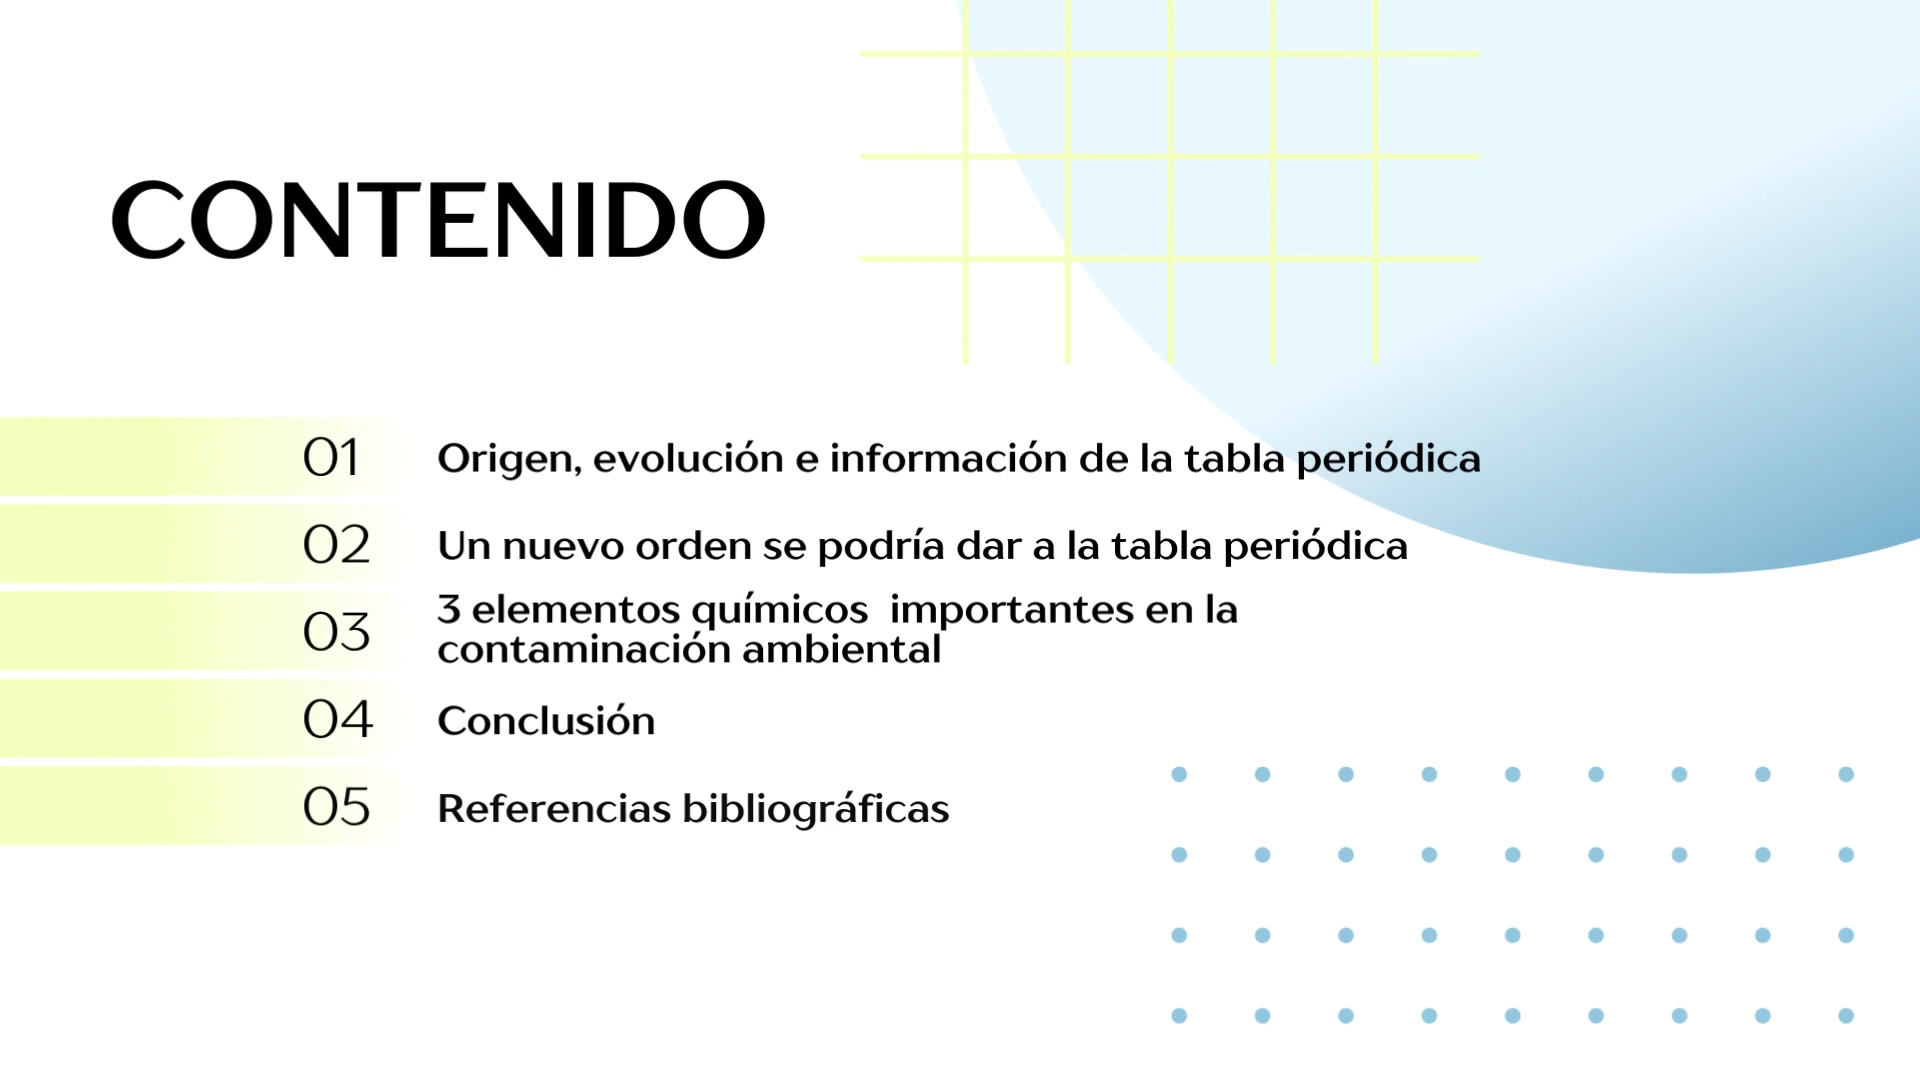 CONTENIDO
01 Origen, evolución e información de la tabla periódica
02 Un nuevo orden se podría dar a la tabla periódica
03 3 elementos químicos  importantes en la
contaminación ambiental
04 Conclusión
05 Referencias bibliográficas